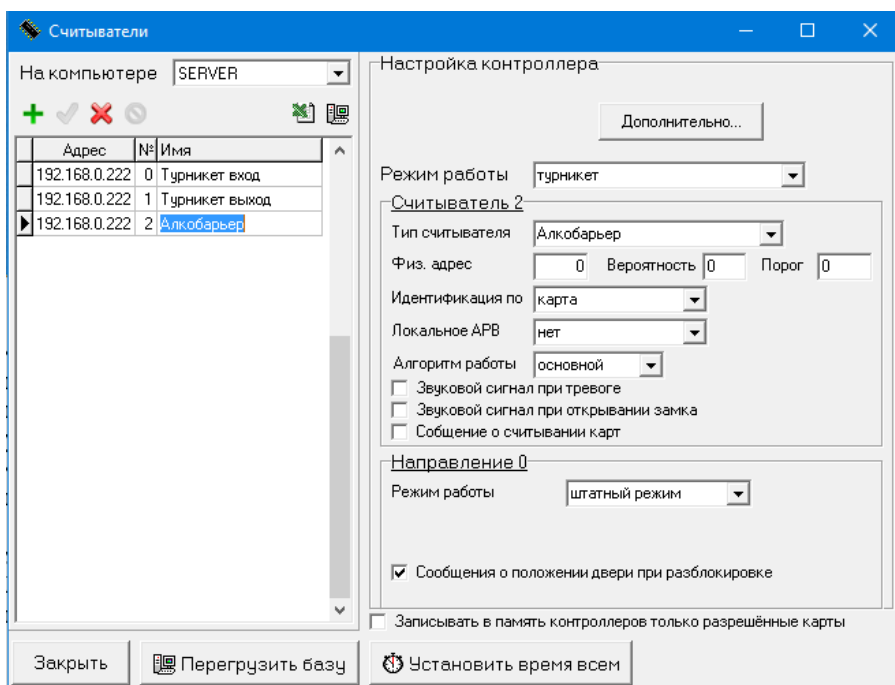 Считыватели
На компьютере SERVER
Адрес № Имя
192.168.0.222 0 Турникет вход
192.168.0.222 1 Турникет выход
192.168.0.222 2 Алкобарьер
Настройка контроллера
Дополнительно...
Режим работы турникет
Считыватель 2
Тип считывателя Алкобарьер
Физ. адрес 0 Вероятность 0 Порог 0
Идентификация по карта
Локальное АРВ нет
Алгоритм работы основной
Звуковой сигнал при тревоге
Звуковой сигнал при открывании замка
Собщение о считывании карт
Направление 0
Режим работы штатный режим
Сообщения о положении двери при разблокировке
Записывать в память контроллеров только разрешённые карты
Закрыть Перегрузить базу Установить время всем